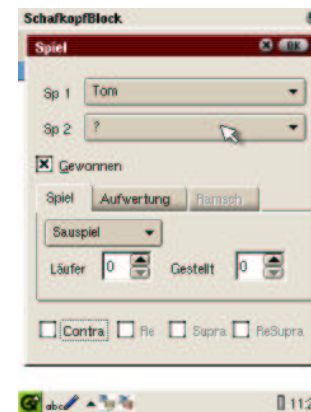 SchafkopfBlock
Spiel OK
Sp 1 Tom
Sp 2 ?
Gewonnen
Spiel Aufwertung Ramsch
Sauspiel
Läufer 0 Gestellt 0
Contra Re Supra ReSupra
abc 11:2